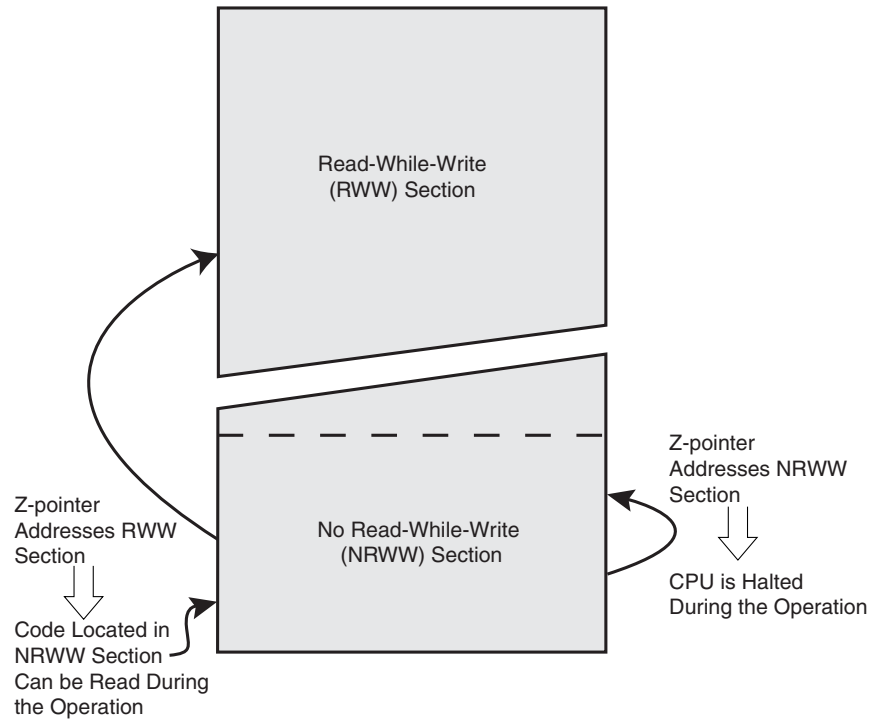 Read-While-Write
(RWW) Section
Z-pointer
Addresses NRWW
Section
Z-pointer
Addresses RWW
Section
No Read-While-Write
(NRWW) Section
CPU is Halted
During the Operation
Code Located in
NRWW Section
Can be Read During
the Operation